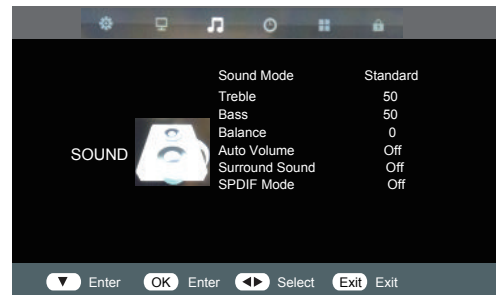 Sound Mode Standard
Treble 50
Bass 50
Balance 0
SOUND
Auto Volume Off
Surround Sound Off
SPDIF Mode Off
Enter OK Enter Select Exit Exit